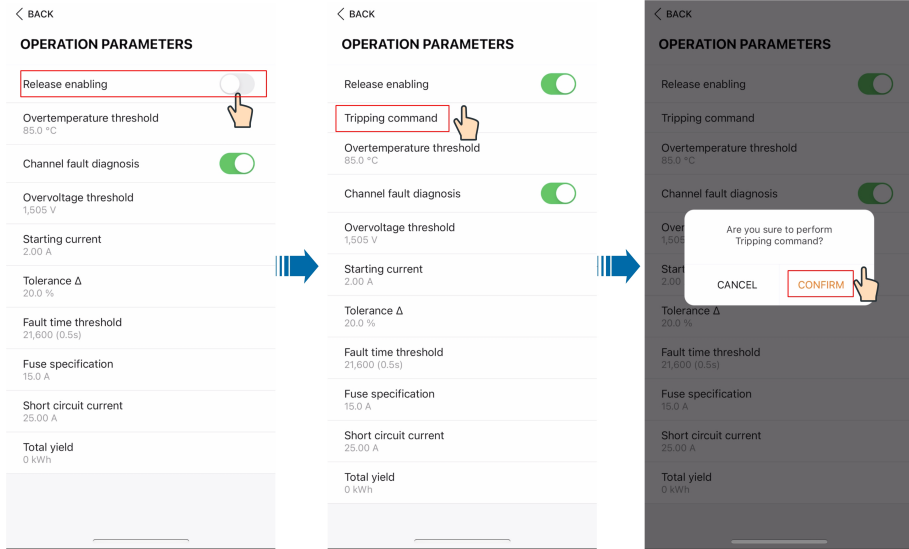 < BACK
OPERATION PARAMETERS
Release enabling
Overtemperature threshold
85.0 °C
Channel fault diagnosis
Overvoltage threshold
1,505 V
Starting current
2.00 A
Tolerance Δ
20.0 %
Fault time threshold
21,600 (0.5s)
Fuse specification
15.0 A
Short circuit current
25.00 A
Total yield
0 kWh
< BACK
OPERATION PARAMETERS
Release enabling
Tripping command
Overtemperature threshold
85.0 °C
Channel fault diagnosis
Overvoltage threshold
1,505 V
Starting current
2.00 A
Tolerance Δ
20.0 %
Fault time threshold
21,600 (0.5s)
Fuse specification
15.0 A
Short circuit current
25.00 A
Total yield
0 kWh
< BACK
OPERATION PARAMETERS
Release enabling
Tripping command
Overtemperature threshold
85.0 °C
Channel fault diagnosis
Over
1,505
Are you sure to perform
Tripping command?
Start
2.00
CANCEL CONFIRM
Tolerance Δ
20.0 %
Fault time threshold
21,600 (0.5s)
Fuse specification
15.0 A
Short circuit current
25.00 A
Total yield
0 kWh